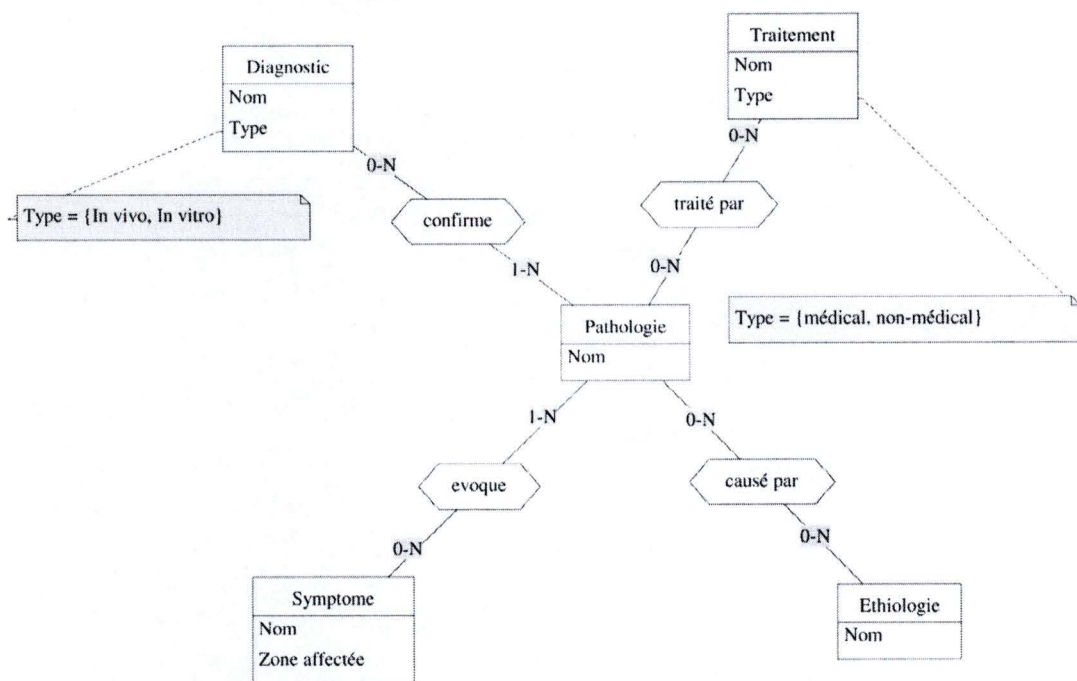 Traitement
Diagnostic
Nom
Nom
Type
Type
0-N
0-N
Type = {In vivo, In vitro}
confirme
traité par
1-N
0-N
Pathologie
Type = {médical, non-médical}
Nom
1-N
0-N
evoque
causé par
0-N
0-N
Symptome
Ethiologie
Nom
Nom
Zone affectée